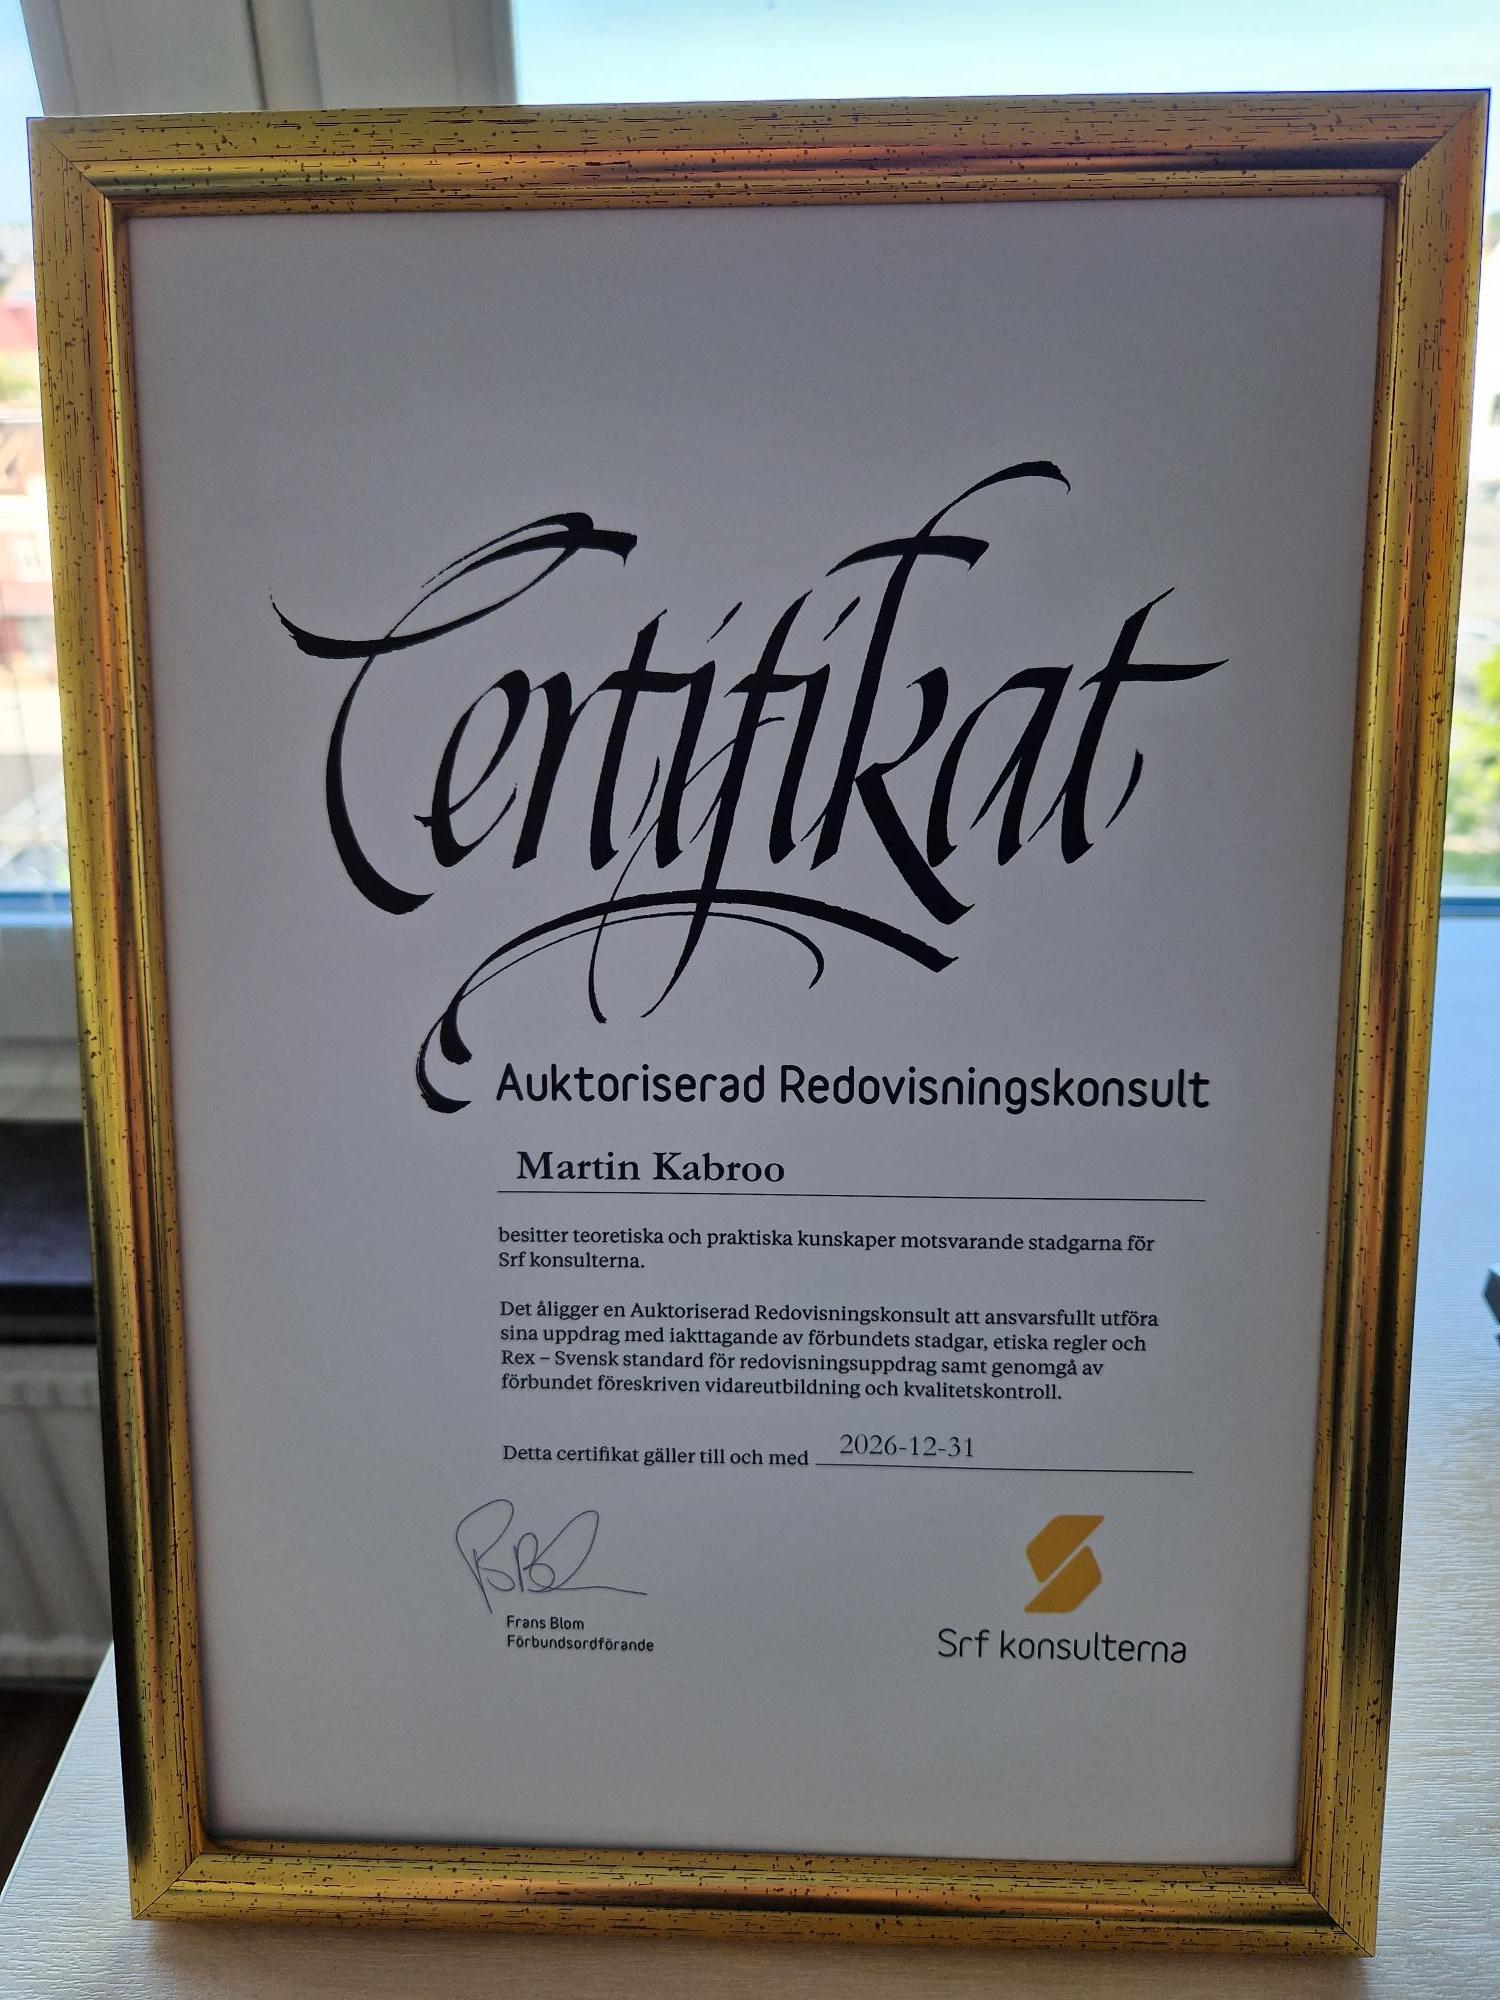 Certifikat
Auktoriserad Redovisningskonsult
Martin Kabroo
besitter teoretiska och praktiska kunskaper motsvarande stadgarna för
Srf konsulterna.
Det åligger en Auktoriserad Redovisningskonsult att ansvarsfullt utföra
sina uppdrag med iakttagande av förbundets stadgar, etiska regler och
Rex – Svensk standard för redovisningsuppdrag samt genomgå av
förbundet föreskriven vidareutbildning och kvalitetskontroll.
Detta certifikat gäller till och med 2026-12-31
Frans Blom
Förbundsordförande
Srf konsulterna